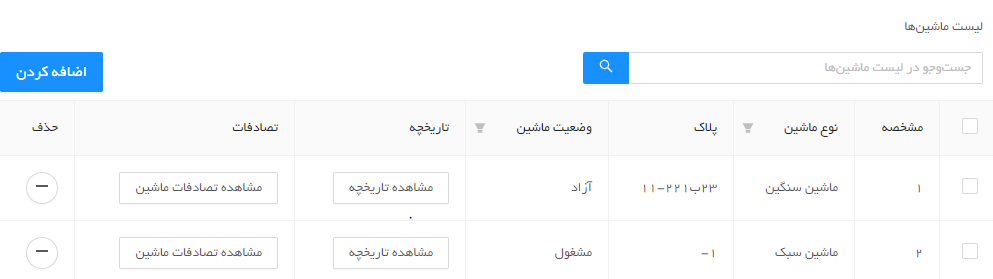 لیست ماشین‌ها
جست‌وجو در لیست ماشین‌ها
اضافه کردن
مشخصه نوع ماشین پلاک وضعیت ماشین تاریخچه تصادفات حذف
۱ ماشین سنگین ۲۳ب۲۲۱-۱۱ آزاد مشاهده تاریخچه مشاهده تصادفات ماشین
۲ ماشین سبک ۱- مشغول مشاهده تاریخچه مشاهده تصادفات ماشین